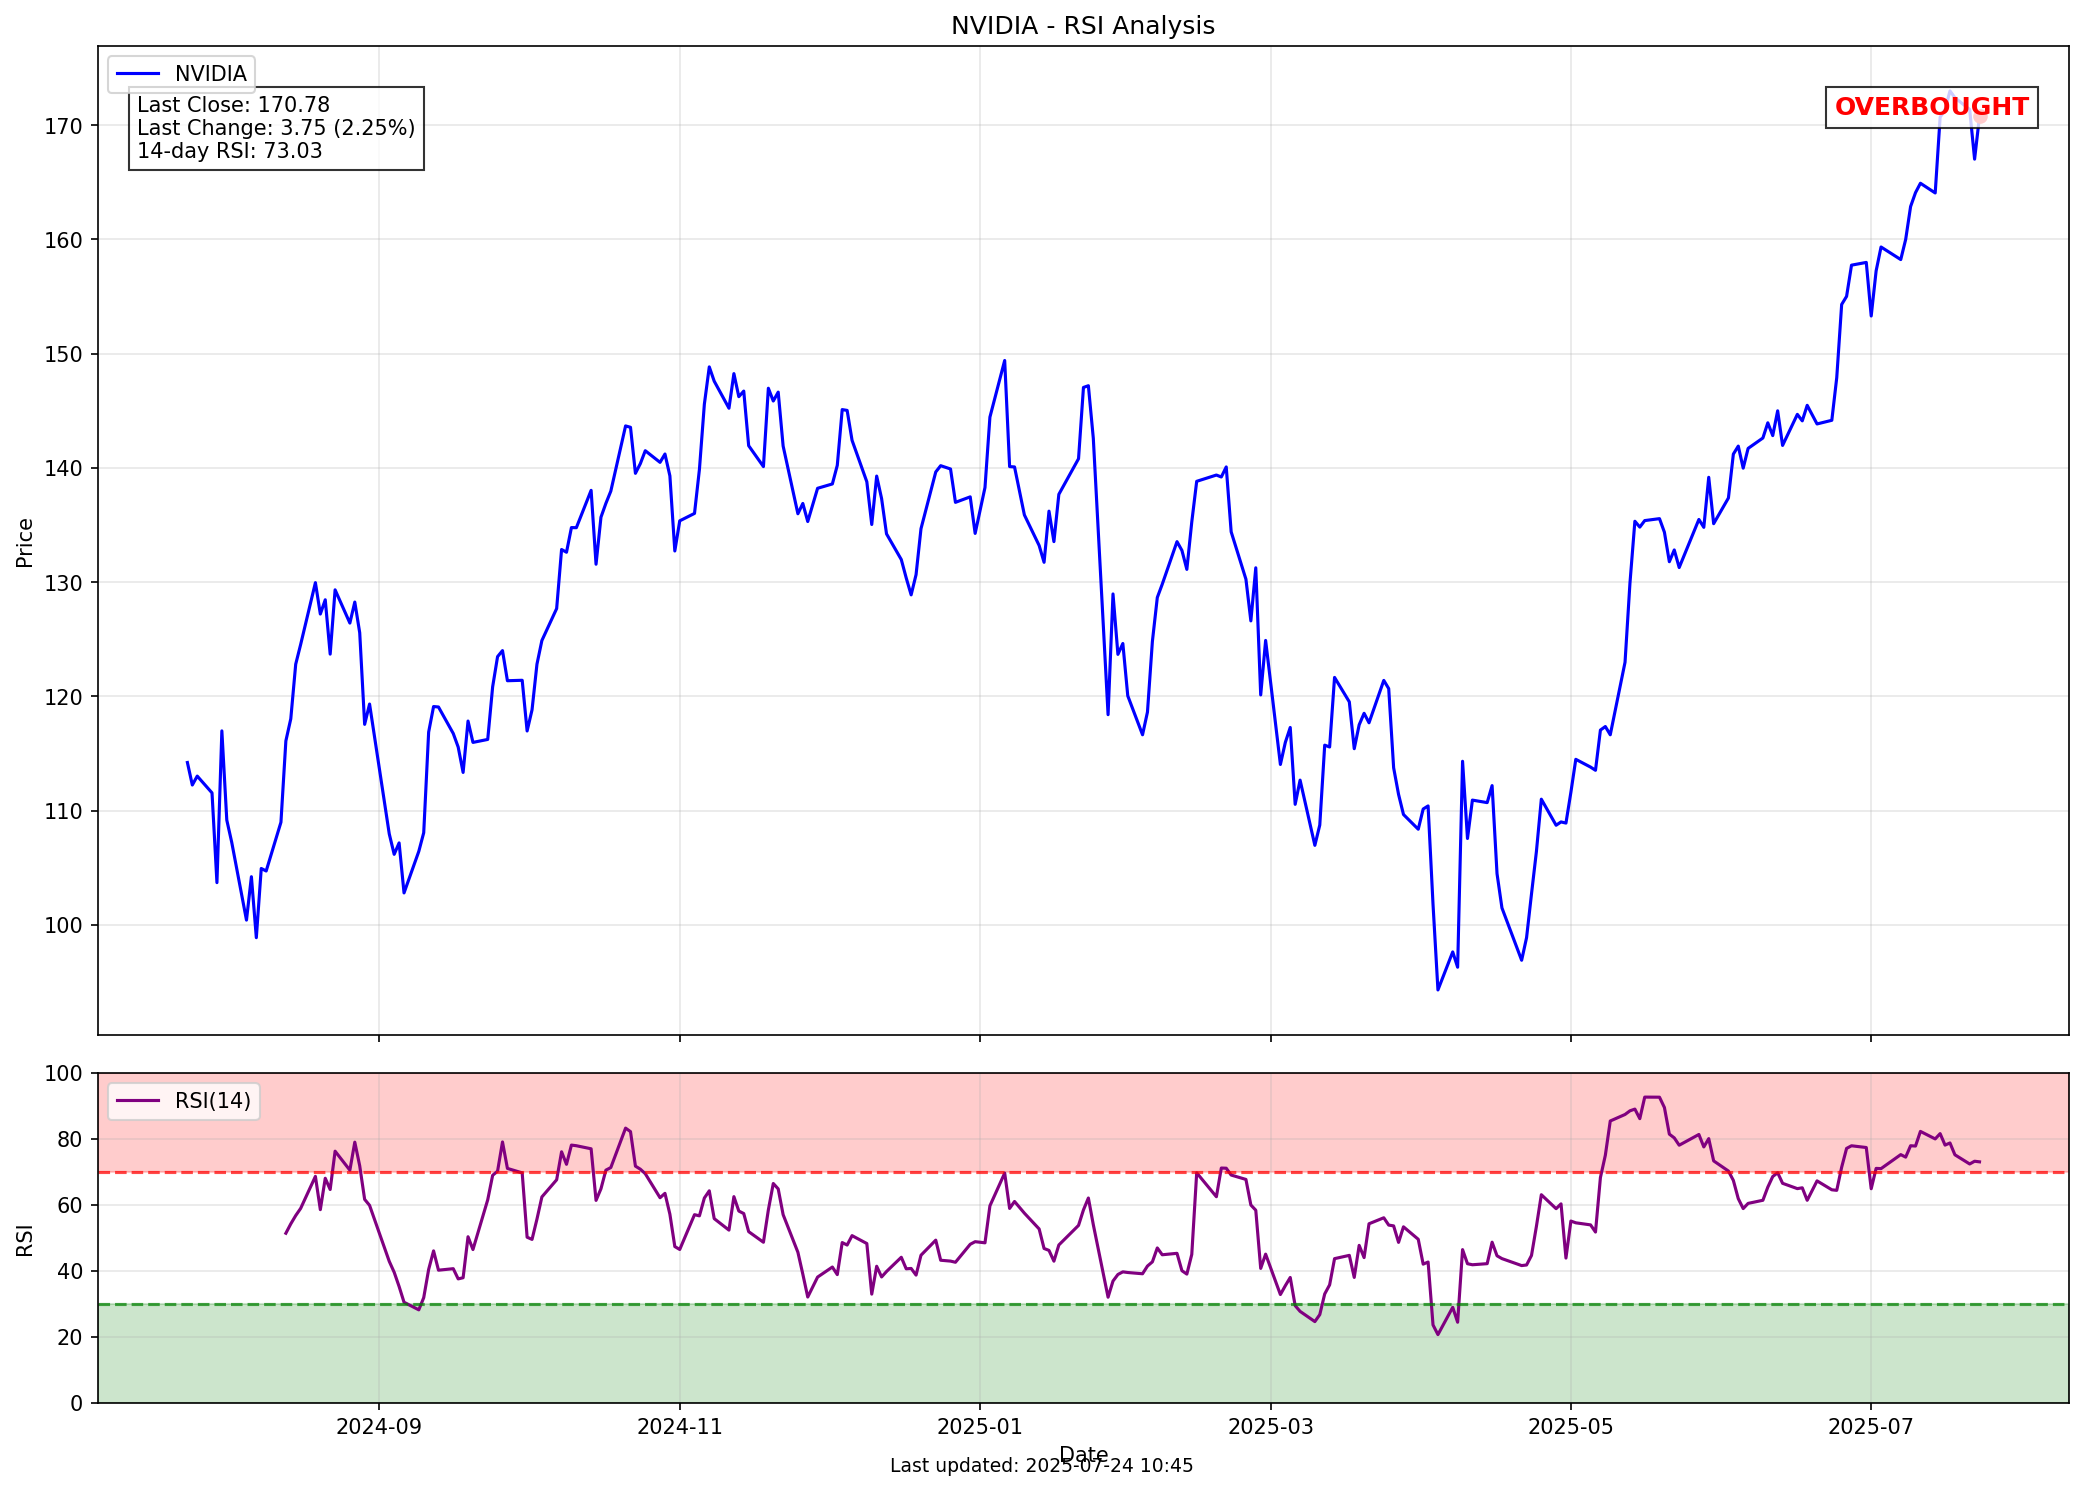 NVIDIA - RSI Analysis
NVIDIA
Last Close: 170.78
Last Change: 3.75 (2.25%)
14-day RSI: 73.03
OVERBOUGHT
Price
170
160
150
140
130
120
110
100
RSI(14)
RSI
100
80
60
40
20
0
2024-09
2024-11
2025-01
2025-03
2025-05
2025-07
Date
Last updated: 2025-07-24 10:45